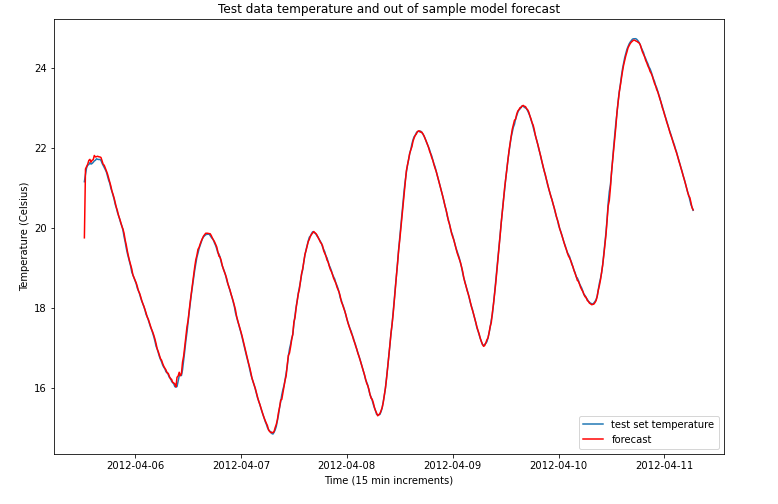 Test data temperature and out of sample model forecast
Temperature (Celsius)
24
22
20
18
16
test set temperature
forecast
2012-04-06 2012-04-07 2012-04-08 2012-04-09 2012-04-10 2012-04-11
Time (15 min increments)